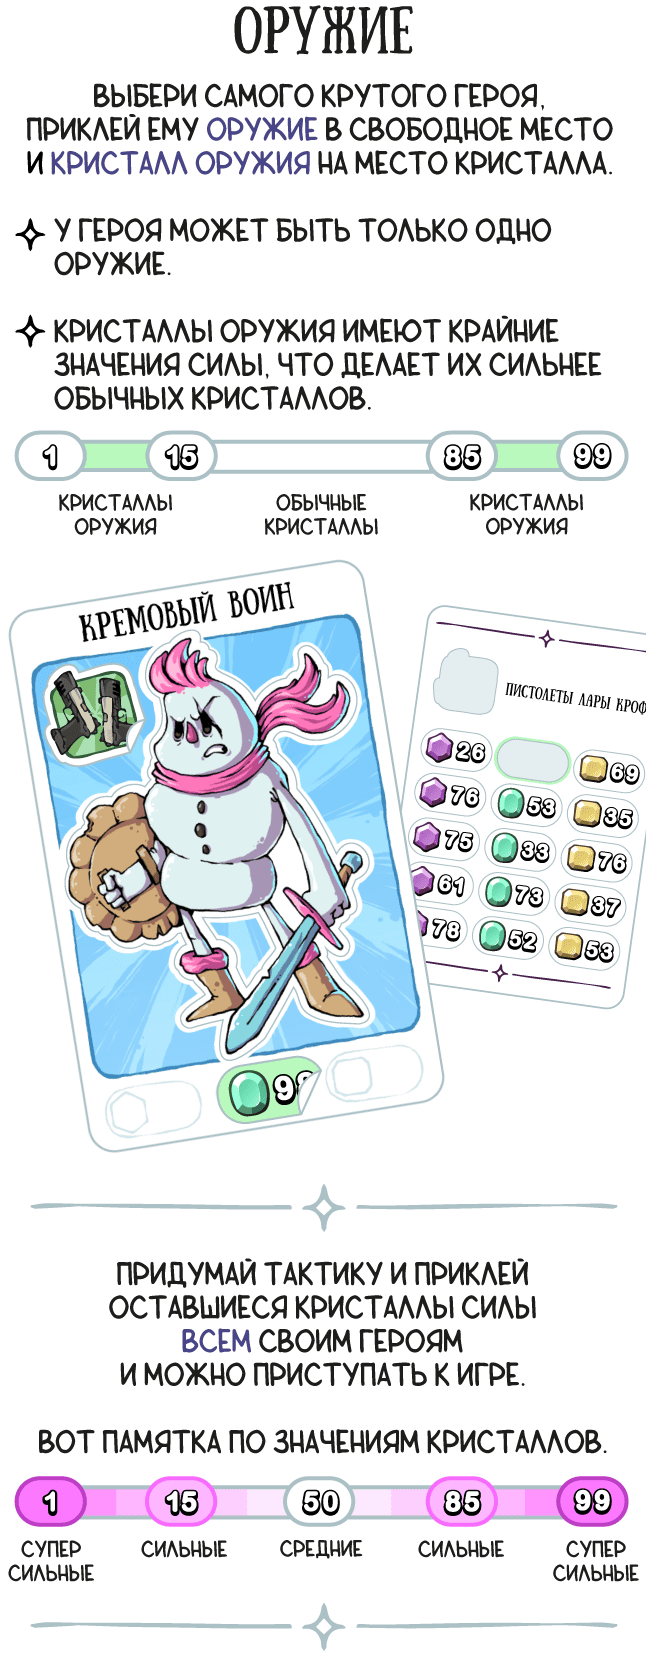 ОРУЖИЕ
ВЫБЕРИ САМОГО КРУТОГО ГЕРОЯ,
ПРИКЛЕЙ ЕМУ ОРУЖИЕ В СВОБОДНОЕ МЕСТО
И КРИСТАЛЛ ОРУЖИЯ НА МЕСТО КРИСТАЛЛА.
У ГЕРОЯ МОЖЕТ БЫТЬ ТОЛЬКО ОДНО
ОРУЖИЕ.
КРИСТАЛЛЫ ОРУЖИЯ ИМЕЮТ КРАЙНИЕ
ЗНАЧЕНИЯ СИЛЫ, ЧТО ДЕЛАЕТ ИХ СИЛЬНЕЕ
ОБЫЧНЫХ КРИСТАЛЛОВ.
1 15 85 99
КРИСТАЛЛЫ
ОРУЖИЯ
ОБЫЧНЫЕ
КРИСТАЛЛЫ
КРИСТАЛЛЫ
ОРУЖИЯ
КРЕМОВЫЙ ВОИН
ПИСТОЛЕТЫ ЛАРЫ КРОФ
26 69
76 53 35
75 33 76
61 73 37
78 52 53
9
ПРИДУМАЙ ТАКТИКУ И ПРИКЛЕЙ
ОСТАВШИЕСЯ КРИСТАЛЛЫ СИЛЫ
ВСЕМ СВОИМ ГЕРОЯМ
И МОЖНО ПРИСТУПАТЬ К ИГРЕ.
ВОТ ПАМЯТКА ПО ЗНАЧЕНИЯМ КРИСТАЛЛОВ.
1 15 50 85 99
СУПЕР
СИЛЬНЫЕ
СИЛЬНЫЕ
СРЕДНИЕ
СИЛЬНЫЕ
СУПЕР
СИЛЬНЫЕ